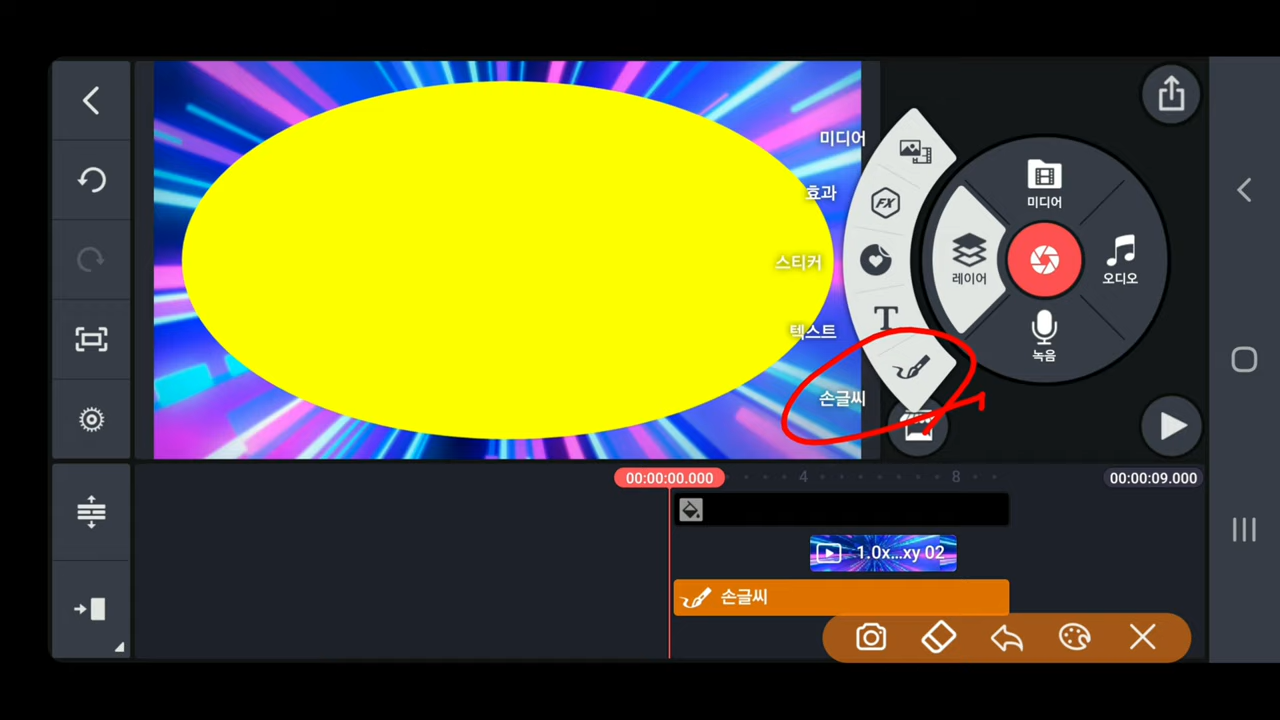 미디어
효과
스티커
텍스트
손글씨
FX
T
미디어
레이어
오디오
녹음
00:00:00.000
4
8
00:00:09.000
1.0x...xy 02
손글씨